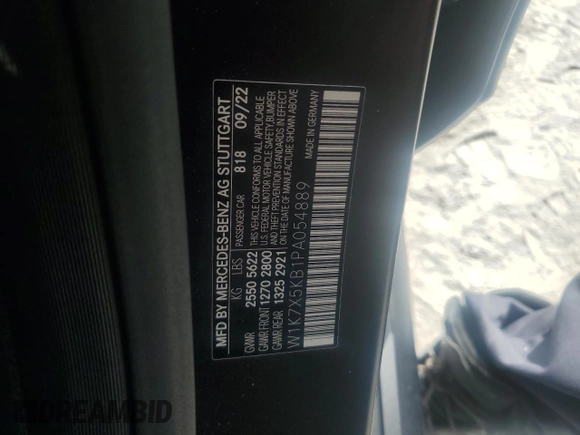 MFD BY MERCEDES-BENZ AG STUTTGART
PASSENGER CAR 818 09/22
KG LBS
GAWR 2550 5622
GAWR FRONT 1270 2800
GAWR REAR 1325 2921
THIS VEHICLE CONFORMS TO ALL APPLICABLE
U.S. FEDERAL MOTOR VEHICLE SAFETY, BUMPER
AND THEFT PREVENTION STANDARDS IN EFFECT
ON THE DATE OF MANUFACTURE SHOWN ABOVE
W1K7X5KB1PA054889 MADE IN GERMANY
DREAMBID